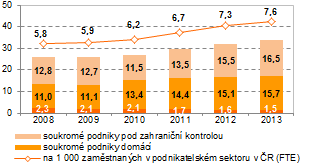 60
50
40
30
20
10
0
5,8 5,9 6,2 6,7 7,3 7,6
12,8 12,7 11,5 13,5 15,5 16,5
11,0 11,1 13,4 14,4 15,1 15,7
2,3 2,1 2,1 1,7 1,6 1,5
2008 2009 2010 2011 2012 2013
soukromé podniky pod zahraniční kontrolou
soukromé podniky domácí
na 1 000 zaměstnaných v podnikatelském sektoru v ČR (FTE)